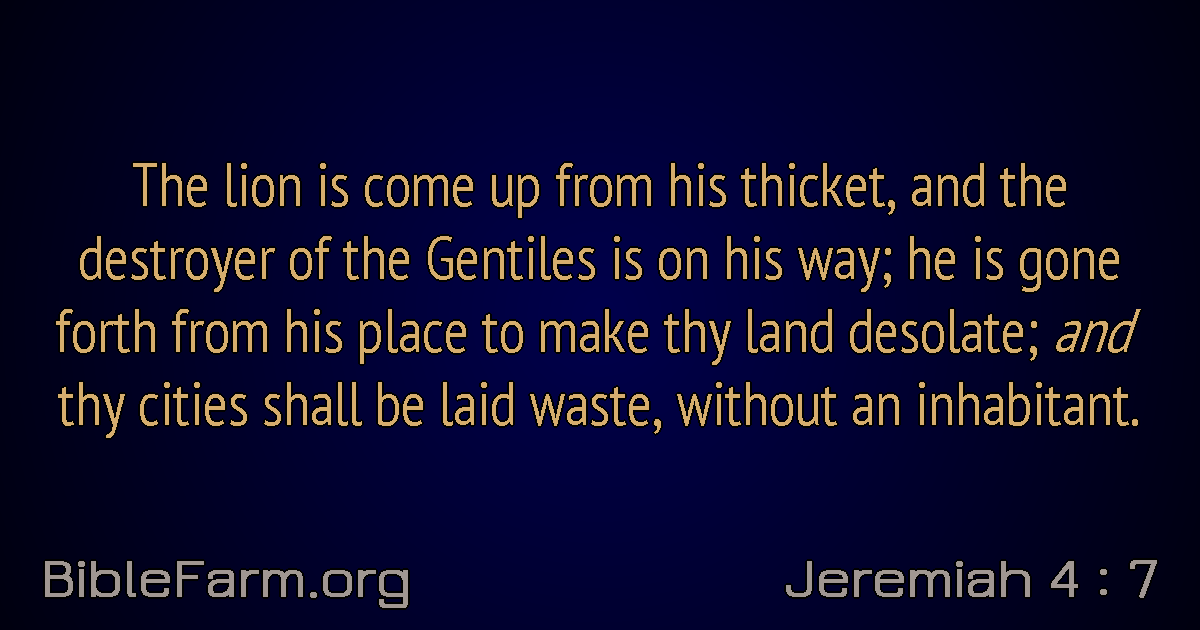 The lion is come up from his thicket, and the
destroyer of the Gentiles is on his way; he is gone
forth from his place to make thy land desolate; and
thy cities shall be laid waste, without an inhabitant.
BibleFarm.org
Jeremiah 4 : 7